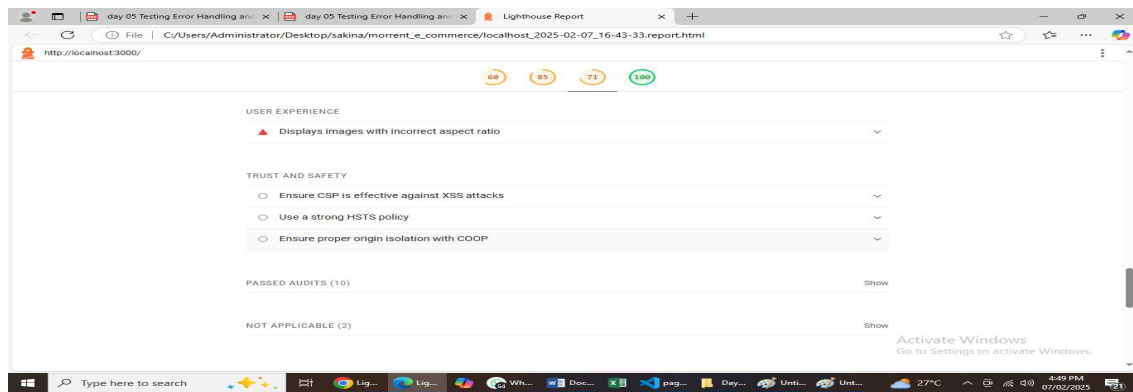 day 05 Testing Error Handling and
day 05 Testing Error Handling and
Lighthouse Report
File | C:/Users/Administrator/Desktop/sakina/morrent_e_commerce/localhost_2025-02-07_16-43-33.report.html
http://localhost:3000/
60 85 71 100
USER EXPERIENCE
Displays images with incorrect aspect ratio
TRUST AND SAFETY
Ensure CSP is effective against XSS attacks
Use a strong HSTS policy
Ensure proper origin isolation with COOP
PASSED AUDITS (10) Show
NOT APPLICABLE (2) Show
Activate Windows
Go to Settings to activate Windows.
Type here to search Lig... Lig... Wh... Doc... pag... Day... Unti... Unt... 27°C 4:49 PM
07/02/2025